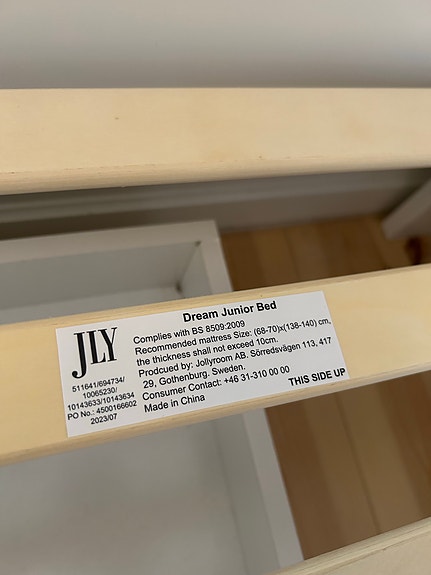 JLY
511641/694734/
10065230/
10143633/10143634
PO No.: 4500166602
2023/07
Dream Junior Bed
Complies with BS 8509:2009
Recommended mattress Size: (68-70)x(138-140) cm,
the thickness shall not exceed 10cm.
Prodcued by: Jollyroom AB. Sörredsvägen 113, 417
29, Gothenburg. Sweden.
Consumer Contact: +46 31-310 00 00
Made in China
THIS SIDE UP